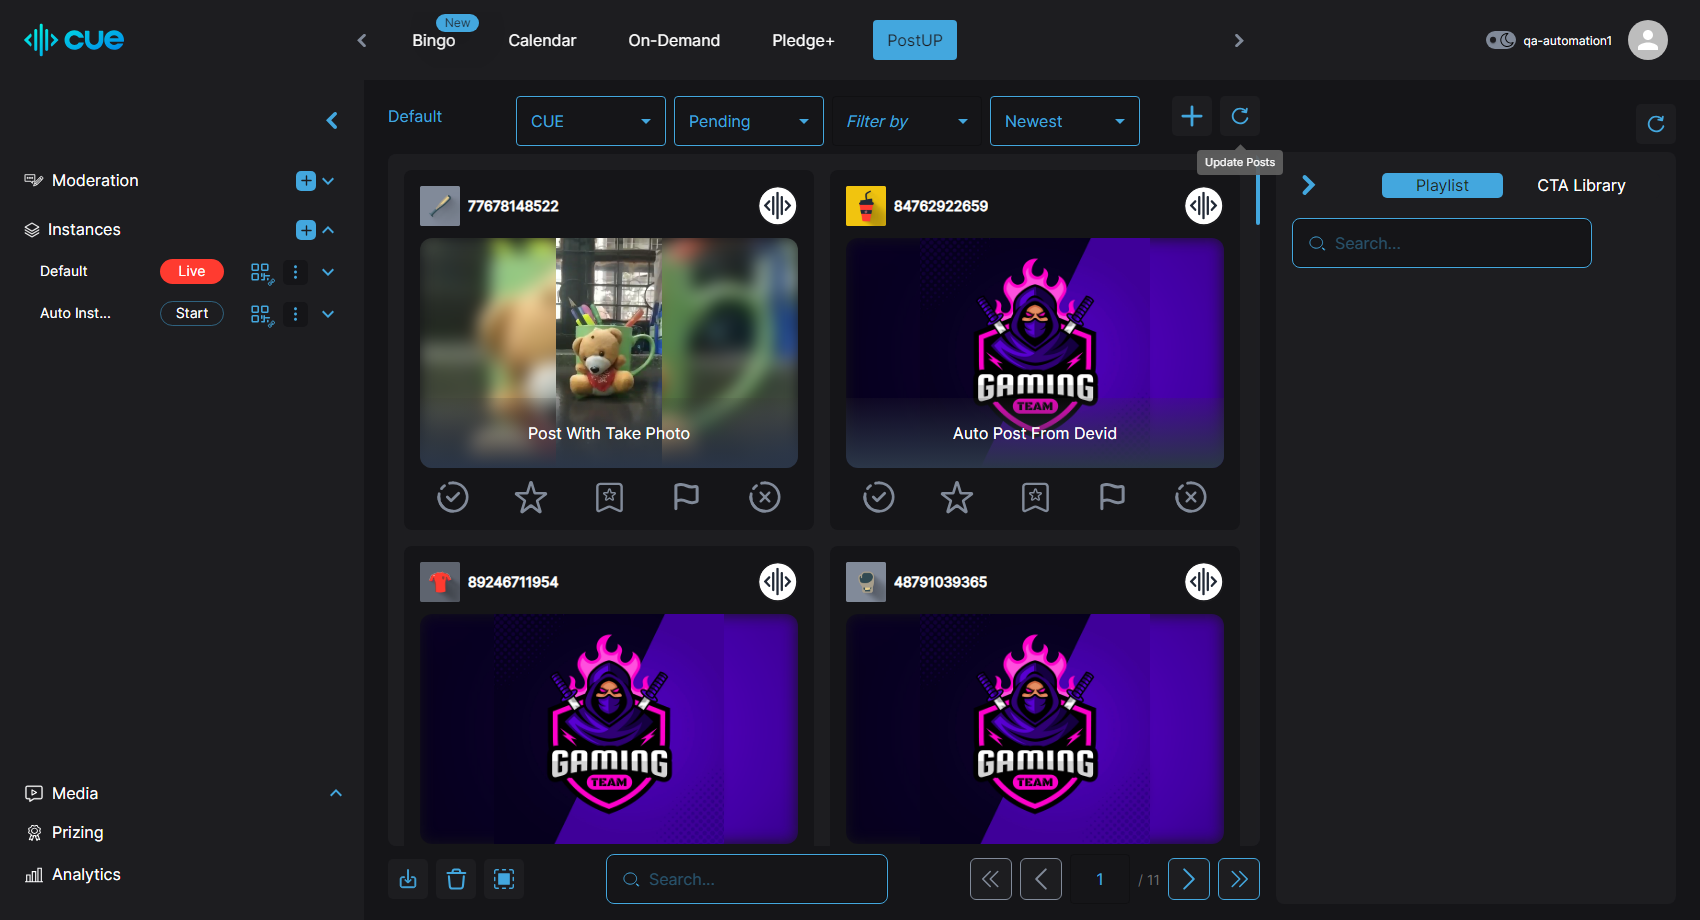 cue
New
Bingo
Calendar
On-Demand
Pledge+
PostUP
qa-automation1
Default
CUE
Pending
Filter by
Newest
Update Posts
Moderation
Instances
Default
Live
Auto Inst...
Start
Media
Prizing
Analytics
77678148522
Post With Take Photo
84762922659
GAMING
TEAM
Auto Post From Devid
89246711954
GAMING
TEAM
48791039365
GAMING
TEAM
Search...
1
/ 11
Playlist
CTA Library
Search...